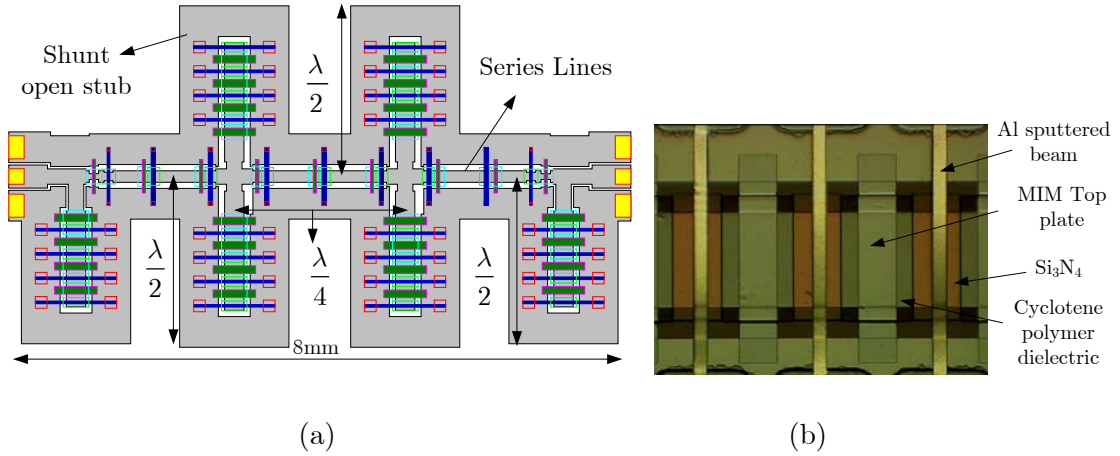 Shunt
open stub
λ
2
Series Lines
λ
2
λ
4
λ
2
8mm
(a)
Al sputtered
beam
MIM Top
plate
Si₃N₄
Cyclotene
polymer
dielectric
(b)